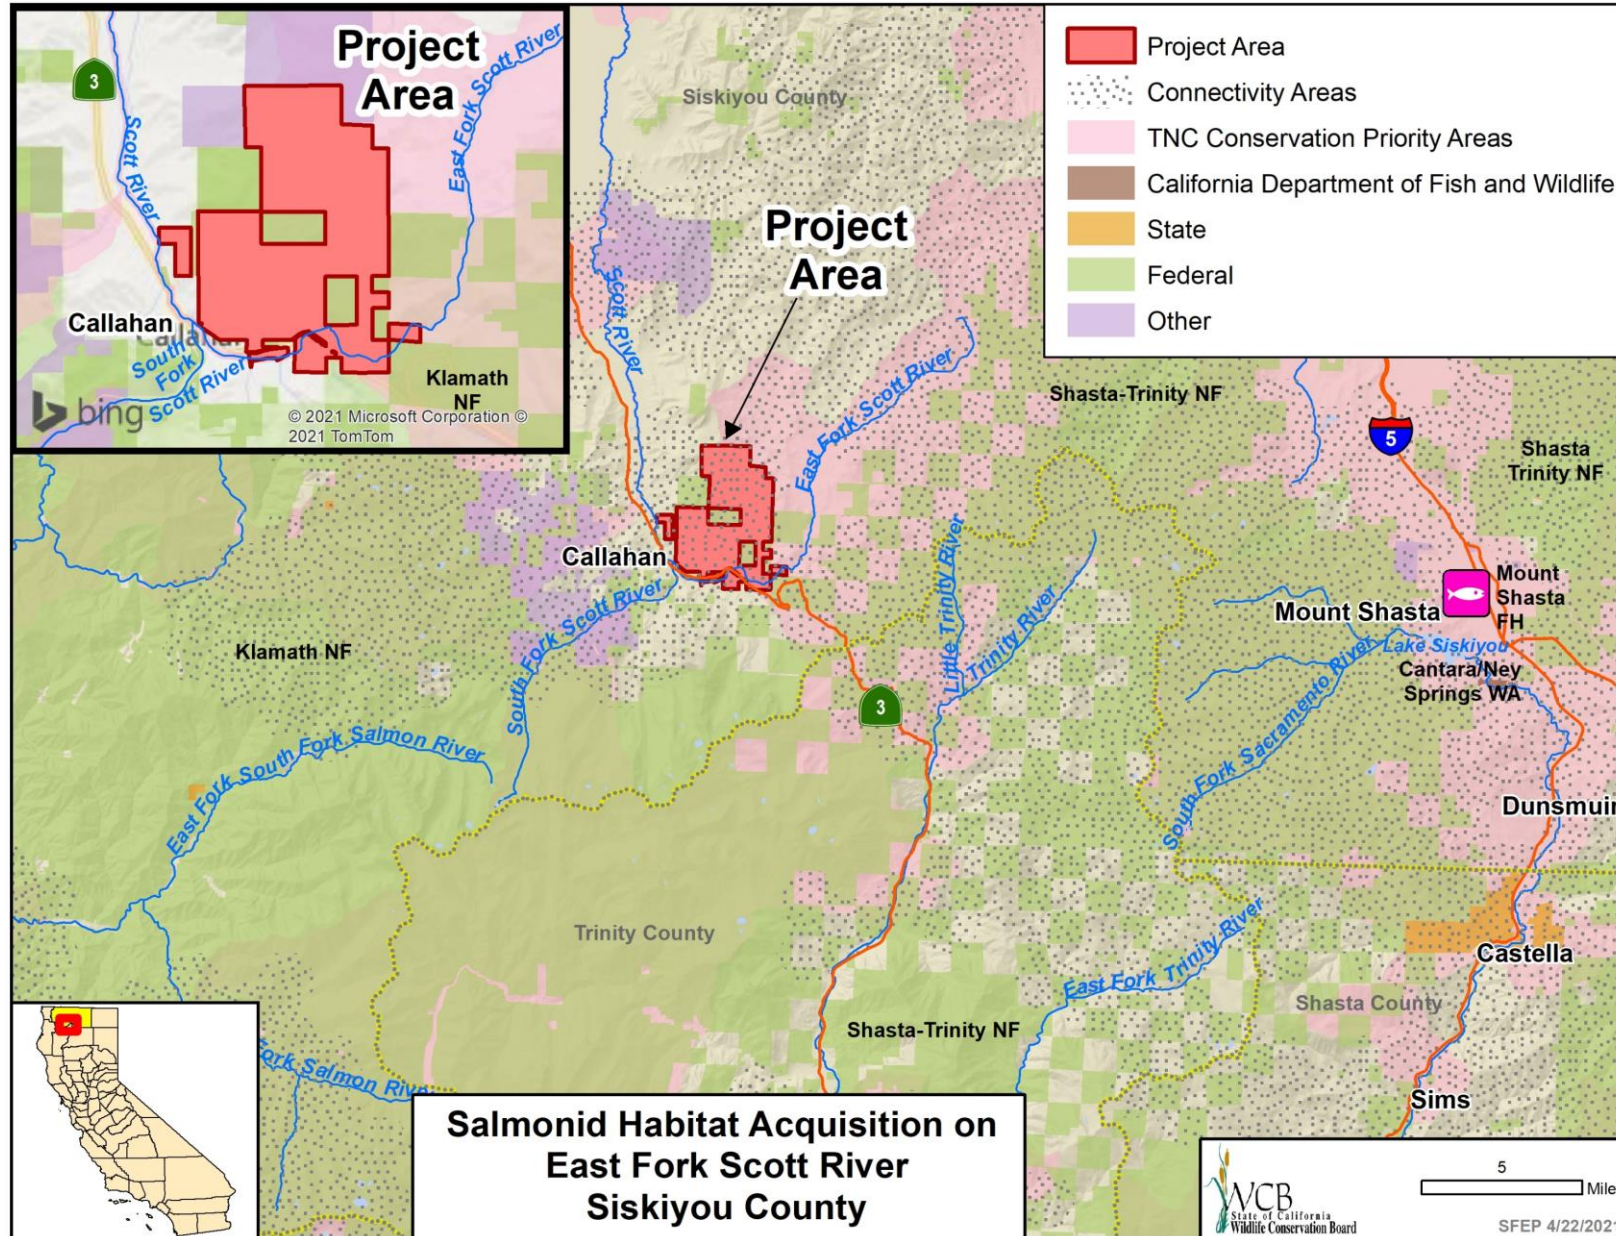 Project
Area
3
Scott River
East Fork Scott River
Callahan
South
Fork
Scott River
Klamath
NF
bing
© 2021 Microsoft Corporation ©
2021 TomTom
Project Area
Connectivity Areas
TNC Conservation Priority Areas
California Department of Fish and Wildlife
State
Federal
Other
Siskiyou County
Project
Area
Scott River
East Fork Scott River
Shasta-Trinity NF
5
Shasta
Trinity NF
Callahan
South Fork Scott River
Klamath NF
Little Trinity River
Trinity River
Mount Shasta
Mount
Shasta
FH
Lake Siskiyou
Cantara/Ney
Springs WA
South Fork Sacramento River
3
East Fork South Fork Salmon River
Dunsmuir
Trinity County
East Fork Trinity River
Castella
Shasta County
Shasta-Trinity NF
Fork Salmon River
Sims
Salmonid Habitat Acquisition on
East Fork Scott River
Siskiyou County
WCB
State of California
Wildlife Conservation Board
5
Mile
SFEP 4/22/2021